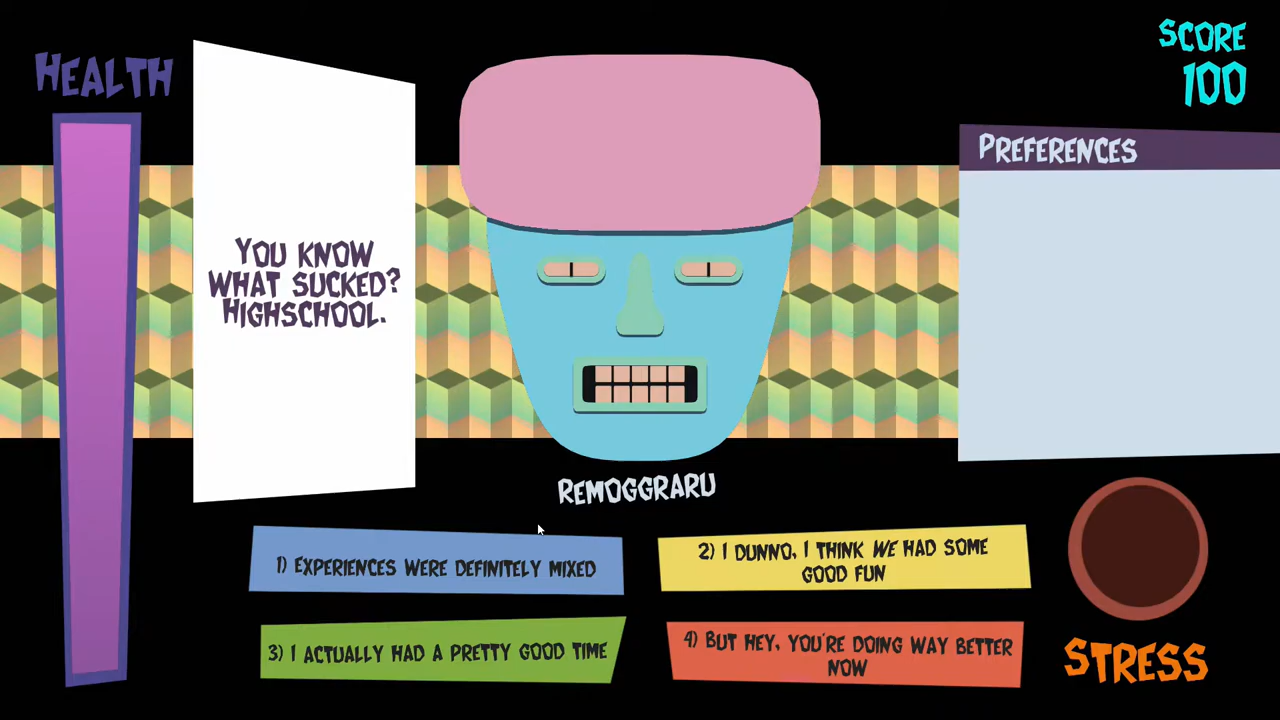 HEALTH
SCORE
100
YOU KNOW
WHAT SUCKED?
HIGHSCHOOL.
PREFERENCES
REMOGGRARU
1) EXPERIENCES WERE DEFINITELY MIXED
2) I DUNNO, I THINK WE HAD SOME
GOOD FUN
3) I ACTUALLY HAD A PRETTY GOOD TIME
4) BUT HEY, YOU'RE DOING WAY BETTER
NOW
STRESS